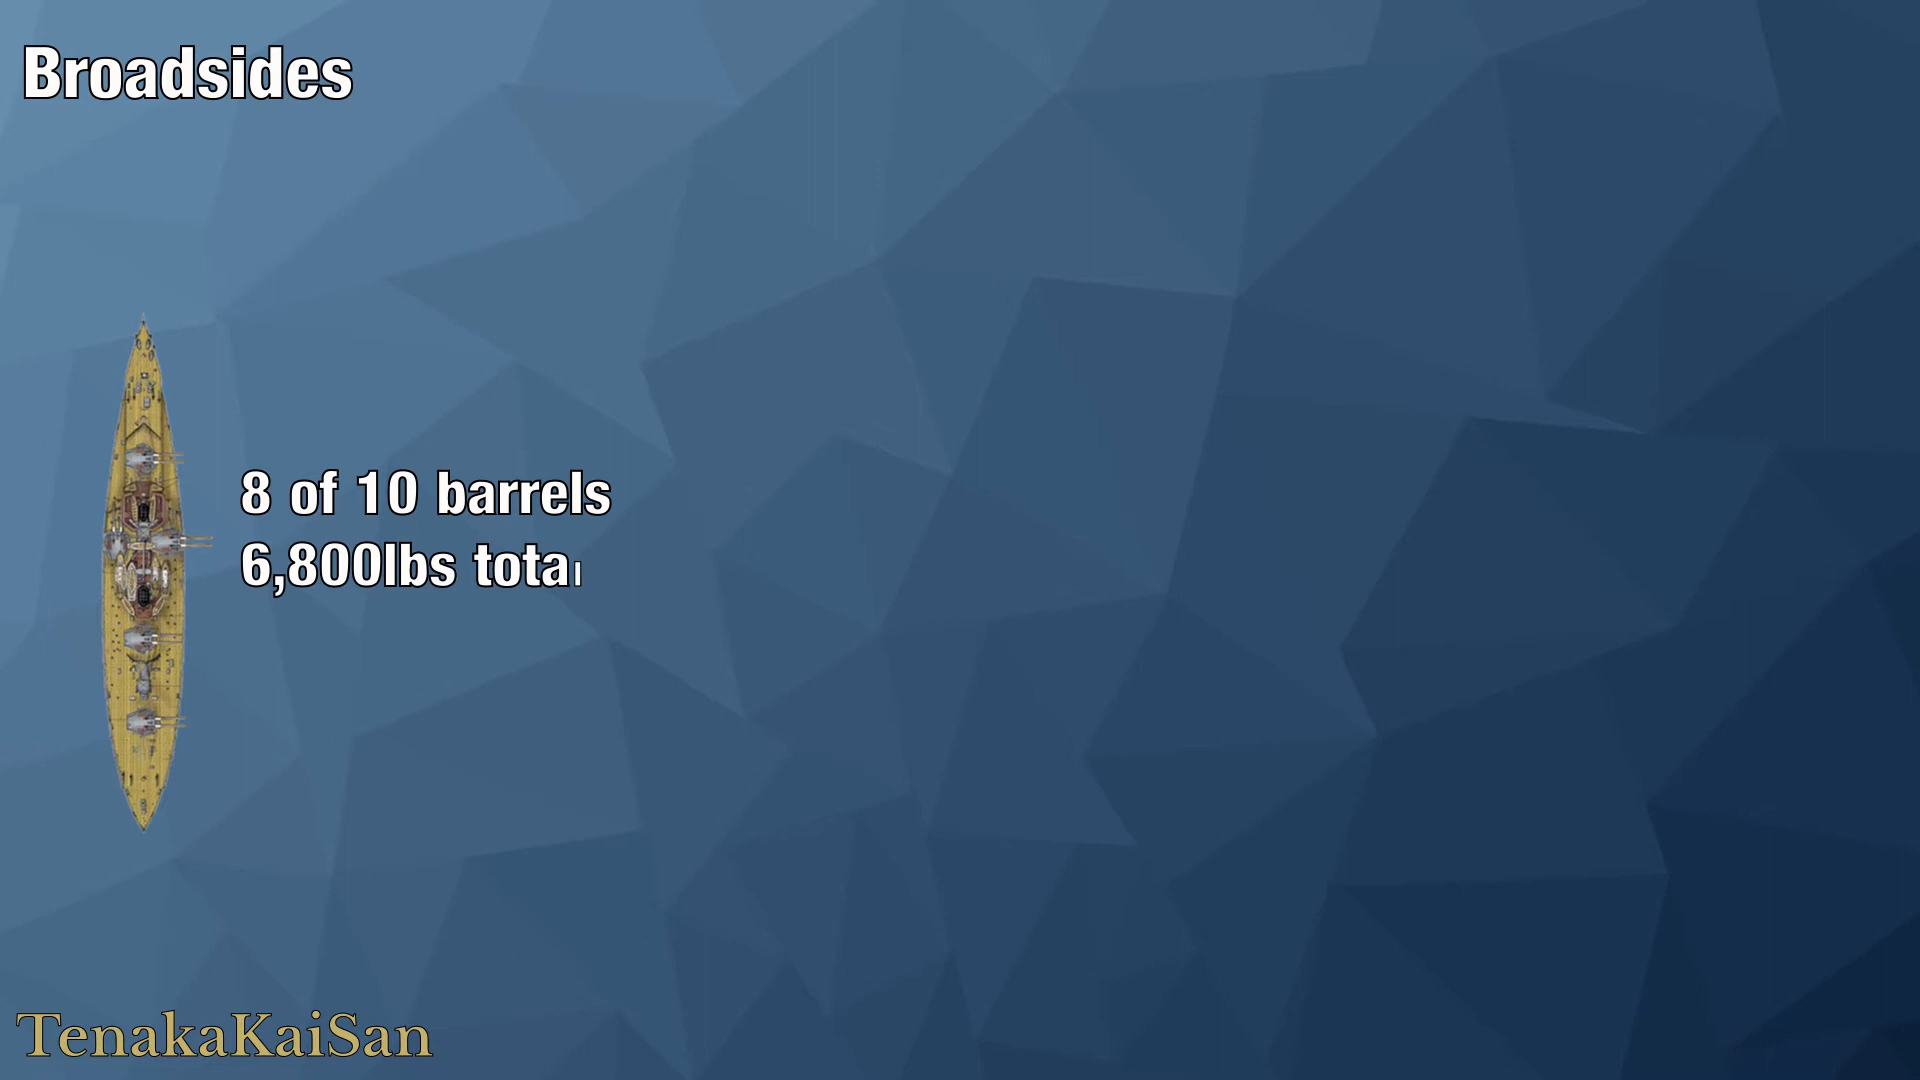 Broadsides
8 of 10 barrels
6,800lbs total
TenakaKaiSan